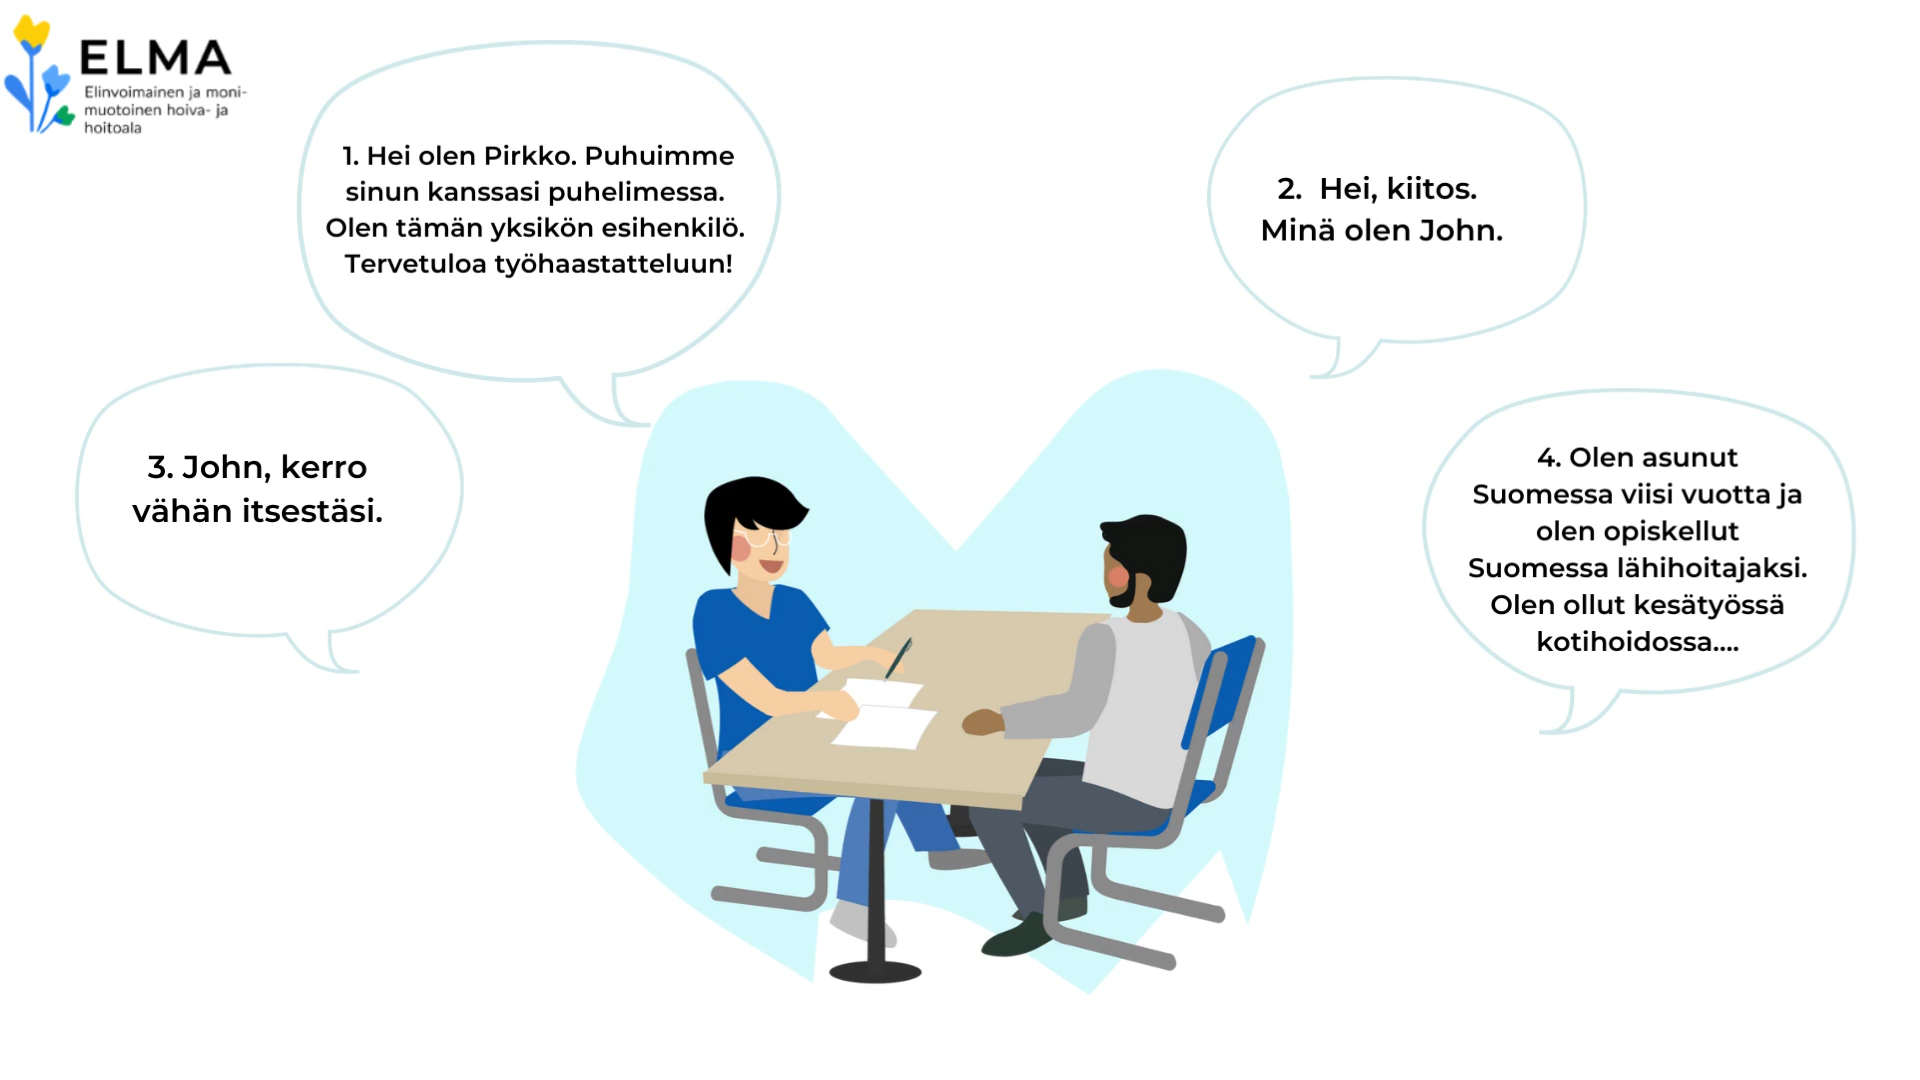 ELMA
Elinvoimainen ja moni-
muotoinen hoiva- ja
hoitoala
1. Hei olen Pirkko. Puhuimme
sinun kanssasi puhelimessa.
Olen tämän yksikön esihenkilö.
Tervetuloa työhaastatteluun!
2. Hei, kiitos.
Minä olen John.
3. John, kerro
vähän itsestäsi.
4. Olen asunut
Suomessa viisi vuotta ja
olen opiskellut
Suomessa lähihoitajaksi.
Olen ollut kesätyössä
kotihoidossa....